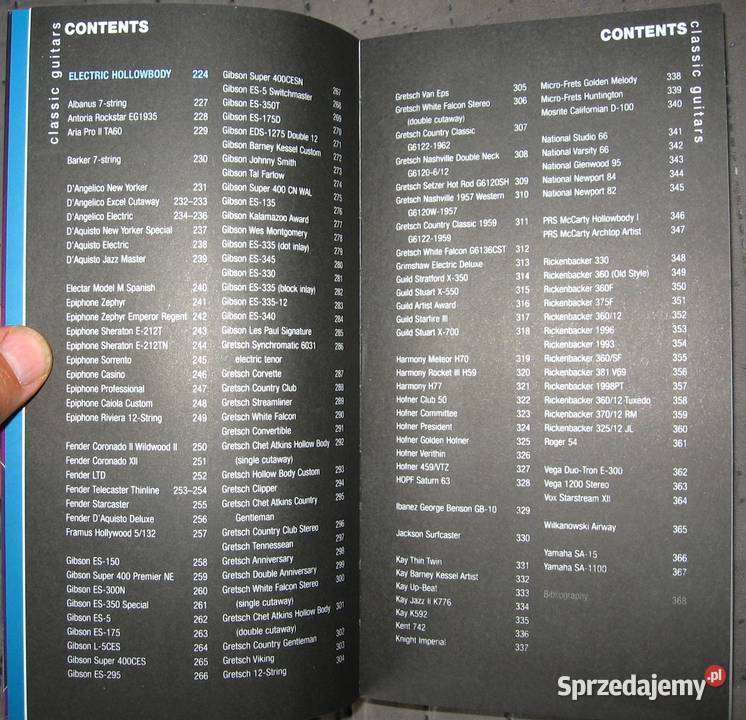 classic guitars
CONTENTS
ELECTRIC HOLLOWBODY 224
Albanus 7-string 227
Antoria Rockstar EG1935 228
Aria Pro II TA60 229
Barker 7-string 230
D'Angelico New Yorker 231
D'Angelico Excel Cutaway 232–233
D'Angelico Electric 234–236
D'Aquisto New Yorker Special 237
D'Aquisto Electric 238
D'Aquisto Jazz Master 239
Electar Model M Spanish 240
Epiphone Zephyr 241
Epiphone Zephyr Emperor Regent 242
Epiphone Sheraton E-212T 243
Epiphone Sheraton E-212TN 244
Epiphone Sorrento 245
Epiphone Casino 246
Epiphone Professional 247
Epiphone Caiola Custom 248
Epiphone Riviera 12-String 249
Fender Coronado II Wildwood II 250
Fender Coronado XII 251
Fender LTD 252
Fender Telecaster Thinline 253–254
Fender Starcaster 255
Fender D'Aquisto Deluxe 256
Framus Hollywood 5/132 257
Gibson ES-150 258
Gibson Super 400 Premier NE 259
Gibson ES-300N 260
Gibson ES-350 Special 261
Gibson ES-5 262
Gibson ES-175 263
Gibson L-5CES 264
Gibson Super 400CES 265
Gibson ES-295 266
Gibson Super 400CESN 267
Gibson ES-5 Switchmaster 268
Gibson ES-350T 269
Gibson ES-175D 270
Gibson EDS-1275 Double 12 271
Gibson Barney Kessel Custom 272
Gibson Johnny Smith 273
Gibson Tal Farlow 274
Gibson Super 400 CN WAL 275
Gibson ES-135 276
Gibson Kalamazoo Award 277
Gibson Wes Montgomery 278
Gibson ES-335 (dot inlay) 279
Gibson ES-345 280
Gibson ES-330 281
Gibson ES-335 (block inlay) 282
Gibson ES-335-12 283
Gibson ES-340 284
Gibson Les Paul Signature 285
Gretsch Synchromatic 6031 286
electric tenor
Gretsch Corvette 287
Gretsch Country Club 288
Gretsch Streamliner 289
Gretsch White Falcon 290
Gretsch Convertible 291
Gretsch Chet Atkins Hollow Body 292
(single cutaway)
Gretsch Hollow Body Custom 293
Gretsch Clipper 294
Gretsch Chet Atkins Country 295
Gentleman
Gretsch Country Club Stereo 296
Gretsch Tennessean 297
Gretsch Anniversary 298
Gretsch Double Anniversary 299
Gretsch White Falcon Stereo 300
(single cutaway)
Gretsch Chet Atkins Hollow Body 301
(double cutaway)
Gretsch Country Gentleman 302
Gretsch Viking 303
Gretsch 12-String 304
CONTENTS
classic guitars
Gretsch Van Eps 305
Gretsch White Falcon Stereo 306
(double cutaway)
Gretsch Country Classic 307
G6122-1962
Gretsch Nashville Double Neck 308
G6120-6/12
Gretsch Setzer Hot Rod G6120SH 309
Gretsch Nashville 1957 Western 310
G6120W-1957
Gretsch Country Classic 1959 311
G6122-1959
Gretsch White Falcon G6136CST 312
Grimshaw Electric Deluxe 313
Guild Stratford X-350 314
Guild Stuart X-550 315
Guild Artist Award 316
Guild Starfire III 317
Guild Stuart X-700 318
Harmony Meteor H70 319
Harmony Rocket III H59 320
Harmony H77 321
Hofner Club 50 322
Hofner Committee 323
Hofner President 324
Hofner Golden Hofner 325
Hofner Verithin 326
Hofner 459/VTZ 327
HOPF Saturn 63 328
Ibanez George Benson GB-10 329
Jackson Surfcaster 330
Kay Thin Twin 331
Kay Barney Kessel Artist 332
Kay Up-Beat 333
Kay Jazz II K776 334
Kay K592 335
Kent 742 336
Knight Imperial 337
Micro-Frets Golden Melody 338
Micro-Frets Huntington 339
Mosrite Californian D-100 340
National Studio 66 341
National Varsity 66 342
National Glenwood 95 343
National Newport 84 344
National Newport 82 345
PRS McCarty Hollowbody I 346
PRS McCarty Archtop Artist 347
Rickenbacker 330 348
Rickenbacker 360 (Old Style) 349
Rickenbacker 360F 350
Rickenbacker 375F 351
Rickenbacker 360/12 352
Rickenbacker 1996 353
Rickenbacker 1993 354
Rickenbacker 360/SF 355
Rickenbacker 381 V69 356
Rickenbacker 1998PT 357
Rickenbacker 360/12 Tuxedo 358
Rickenbacker 370/12 RM 359
Rickenbacker 325/12 JL 360
Roger 54 361
Vega Duo-Tron E-300 362
Vega 1200 Stereo 363
Vox Starstream XII 364
Wilkanowski Airway 365
Yamaha SA-15 366
Yamaha SA-1100 367
Bibliography 368
Sprzedajemy.pl